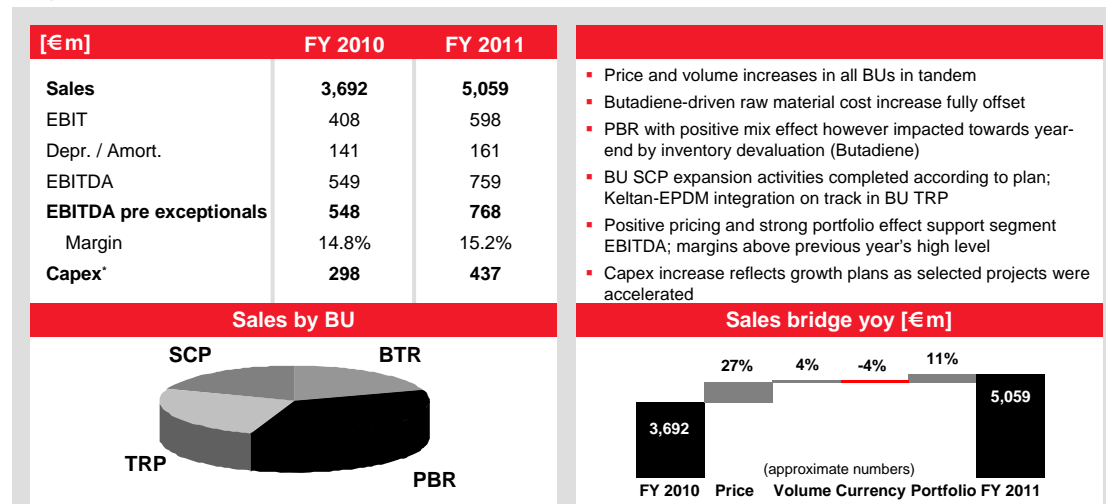 [€m] FY 2010 FY 2011
Sales 3,692 5,059
EBIT 408 598
Depr. / Amort. 141 161
EBITDA 549 759
EBITDA pre exceptionals 548 768
Margin 14.8% 15.2%
Capex* 298 437
▪ Price and volume increases in all BUs in tandem
▪ Butadiene-driven raw material cost increase fully offset
▪ PBR with positive mix effect however impacted towards year-
end by inventory devaluation (Butadiene)
▪ BU SCP expansion activities completed according to plan;
Keltan-EPDM integration on track in BU TRP
▪ Positive pricing and strong portfolio effect support segment
EBITDA; margins above previous year's high level
▪ Capex increase reflects growth plans as selected projects were
accelerated
Sales by BU
SCP BTR
TRP PBR
Sales bridge yoy [€m]
27% 4% -4% 11%
3,692 5,059
(approximate numbers)
FY 2010 Price Volume Currency Portfolio FY 2011